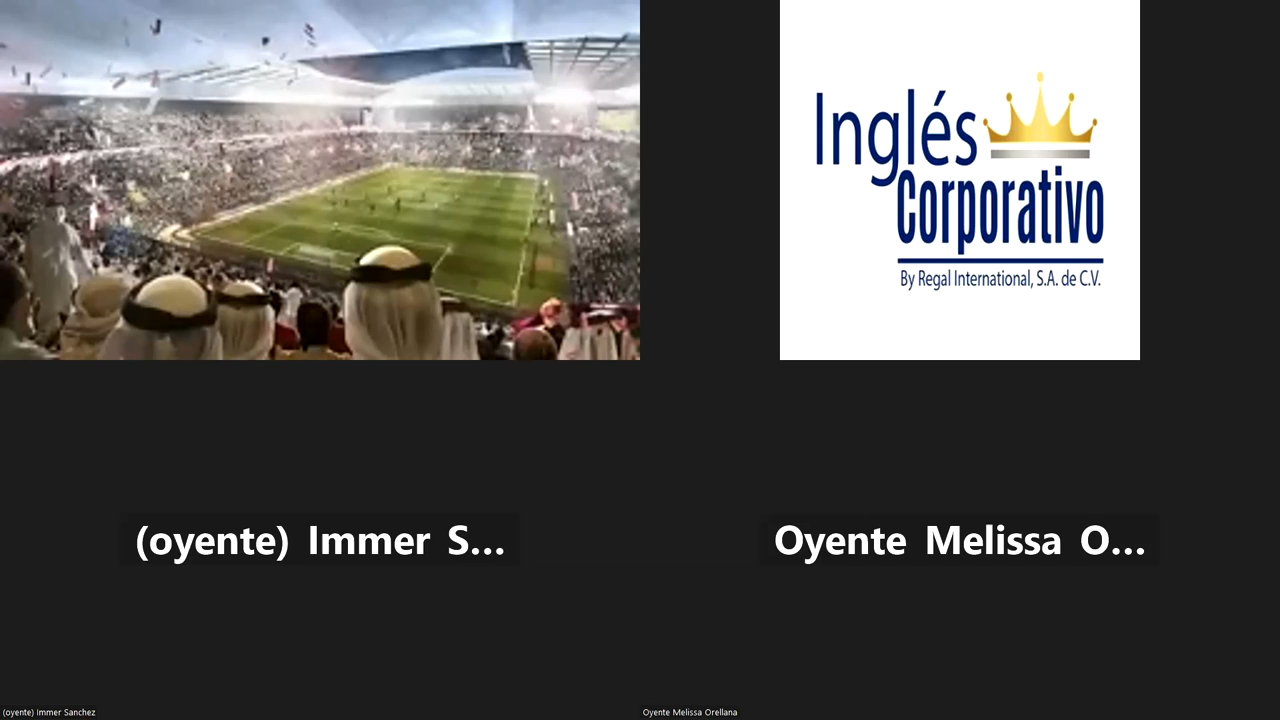 Inglés
Corporativo
By Regal International, S.A. de C.V.
(oyente) Immer S...
Oyente Melissa O...
(oyente) Immer Sanchez
Oyente Melissa Orellana